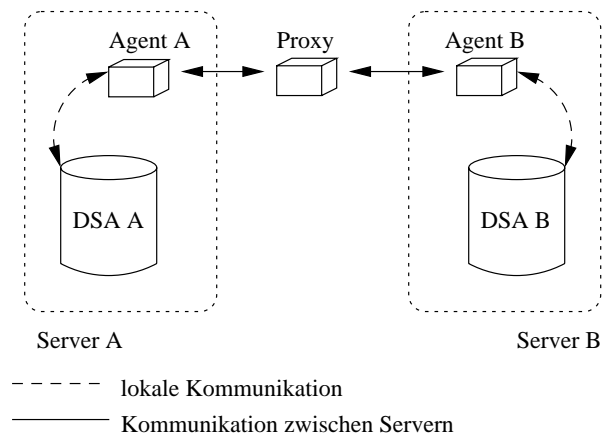 Agent A
Proxy
Agent B
DSA A
DSA B
Server A
Server B
lokale Kommunikation
Kommunikation zwischen Servern